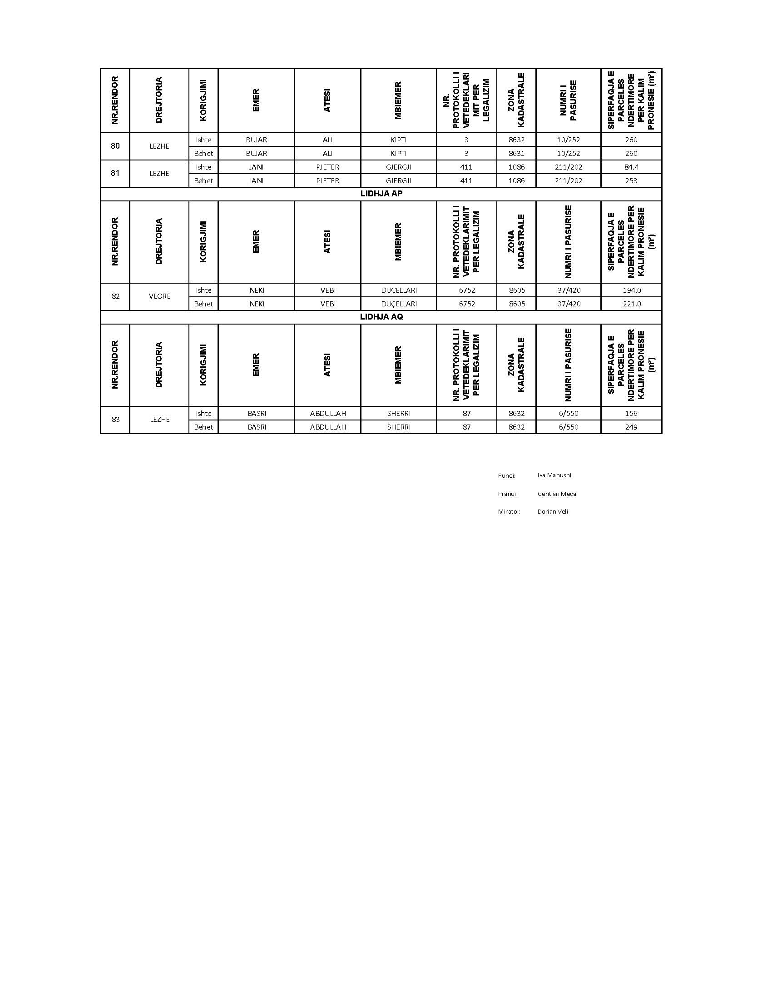 NR.RENDOR
DREJTORIA
KORIGJIMI
EMER
ATESI
MBIEMER
NR.
PROTOKOLLI I
VETEDEKLARI
MIT PER
LEGALIZIM
ZONA
KADASTRALE
NUMRI I
PASURISE
SIPERFAQJA E
PARCELES
NDERTIMORE
PER KALIM
PRONESIE (m²)
80 LEZHE Ishte BUJAR ALI KIPTI 3 8632 10/252 260
Behet BUJAR ALI KIPTI 3 8631 10/252 260
81 LEZHE Ishte JANI PJETER GJERGJI 411 1086 211/202 84.4
Behet JANI PJETER GJERGJI 411 1086 211/202 253
LIDHJA AP
NR.RENDOR
DREJTORIA
KORIGJIMI
EMER
ATESI
MBIEMER
NR. PROTOKOLLI I
VETEDEKLARIMIT
PER LEGALIZIM
ZONA
KADASTRALE
NUMRI I PASURISE
SIPERFAQJA E
PARCELES
NDERTIMORE PER
KALIM PRONESIE
(m²)
82 VLORE Ishte NEKI VEBI DUCELLARI 6752 8605 37/420 194.0
Behet NEKI VEBI DUÇELLARI 6752 8605 37/420 221.0
LIDHJA AQ
NR.RENDOR
DREJTORIA
KORIGJIMI
EMER
ATESI
MBIEMER
NR. PROTOKOLLI I
VETEDEKLARIMIT
PER LEGALIZIM
ZONA
KADASTRALE
NUMRI I PASURISE
SIPERFAQJA E
PARCELES
NDERTIMORE PER
KALIM PRONESIE
(m²)
83 LEZHE Ishte BASRI ABDULLAH SHERRI 87 8632 6/550 156
Behet BASRI ABDULLAH SHERRI 87 8632 6/550 249
Punoi: Iva Manushi
Pranoi: Gentian Meçaj
Miratoi: Dorian Veli